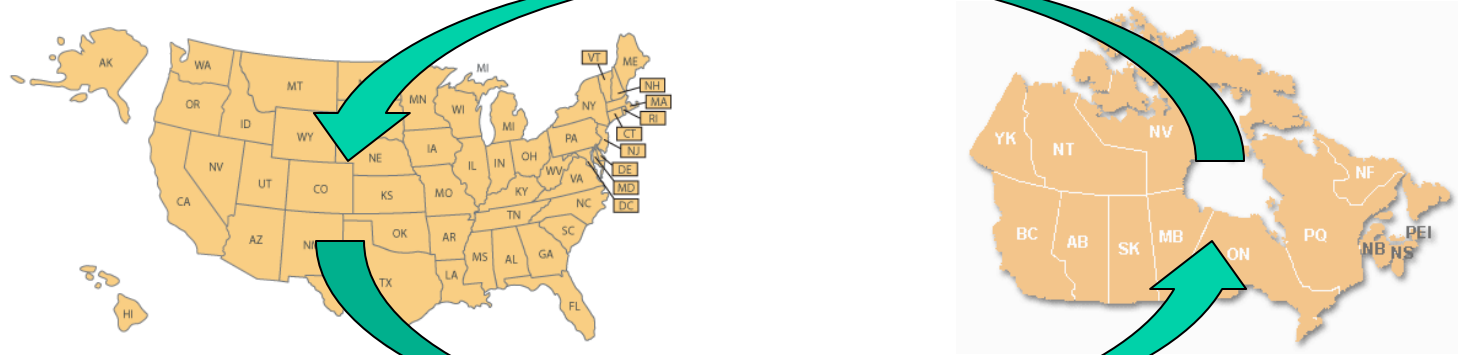 AK
WA
OR
CA
NV
ID
MT
WY
UT
CO
AZ
NE
KS
OK
TX
MN
IA
MO
AR
LA
WI
IL
MI
MI
IN
OH
KY
TN
MS
AL
GA
FL
SC
NC
VA
WV
PA
NY
VT
ME
NH
MA
RI
CT
NJ
DE
MD
DC
HI
YK
NT
NV
BC
AB
SK
MB
ON
PQ
NF
NB
NS
PEI